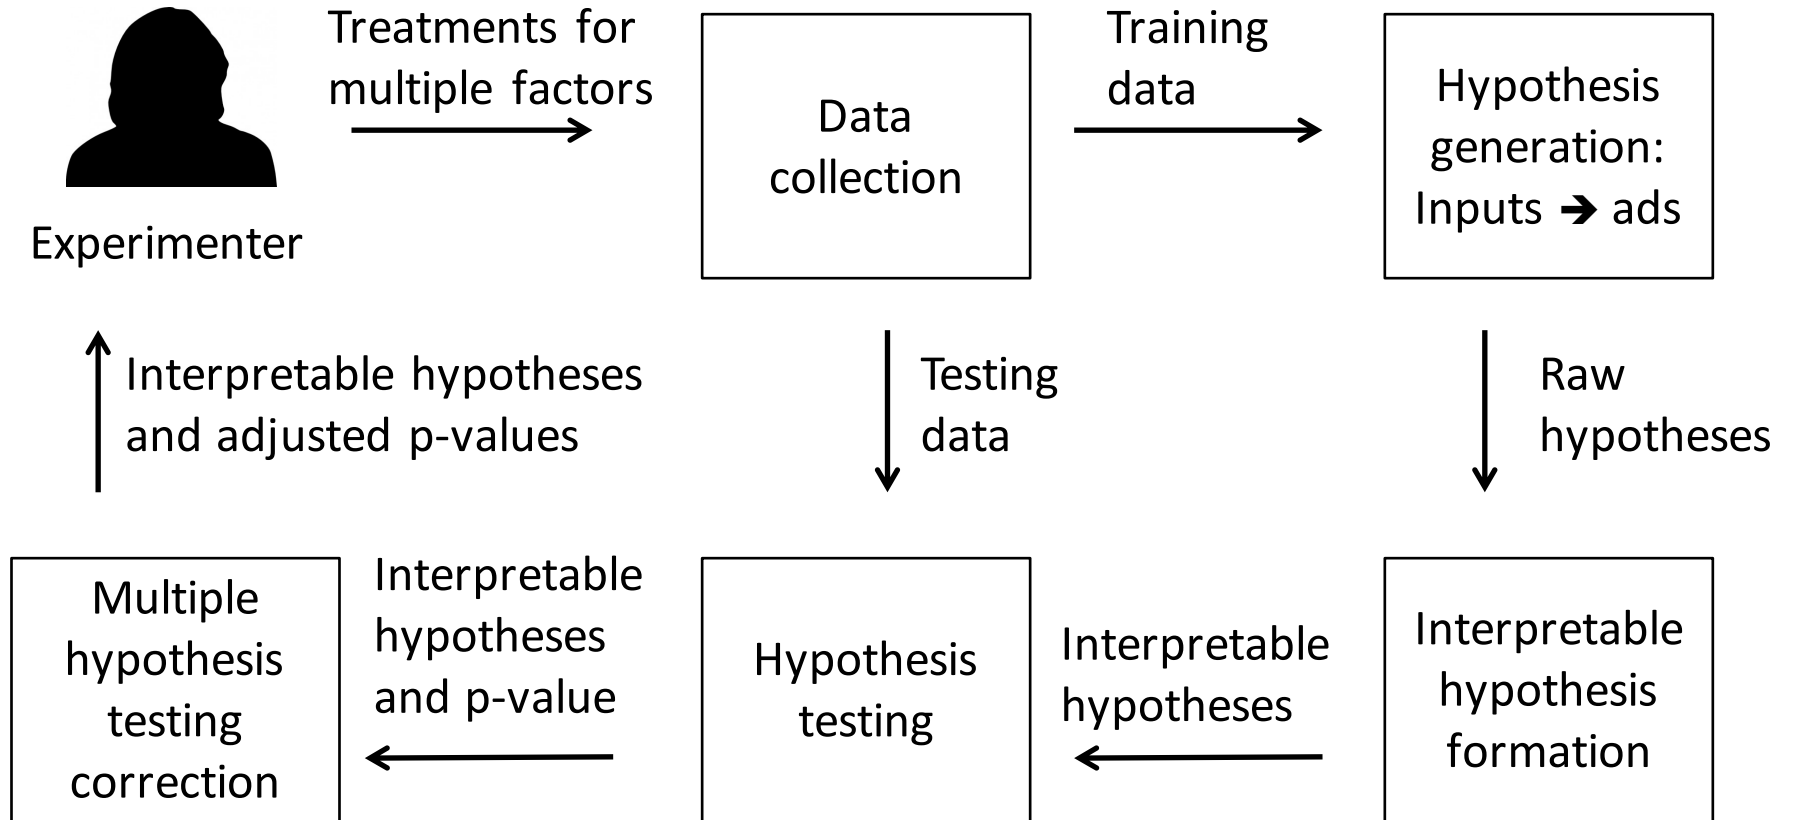 Treatments for
multiple factors
Experimenter
Data
collection
Training
data
Hypothesis
generation:
Inputs ➔ ads
Interpretable hypotheses
and adjusted p-values
Testing
data
Raw
hypotheses
Multiple
hypothesis
testing
correction
Interpretable
hypotheses
and p-value
Hypothesis
testing
Interpretable
hypotheses
Interpretable
hypothesis
formation